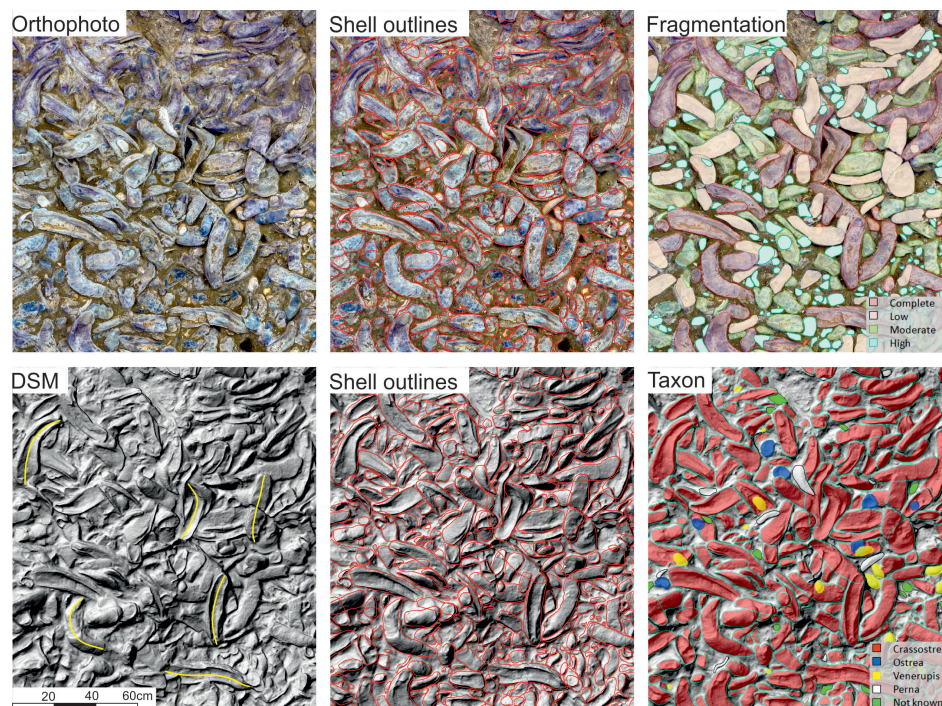 Orthophoto
Shell outlines
Fragmentation
Complete
Low
Moderate
High
DSM
Shell outlines
Taxon
20 40 60cm
Crassostre
Ostrea
Venerupis
Perna
Not known